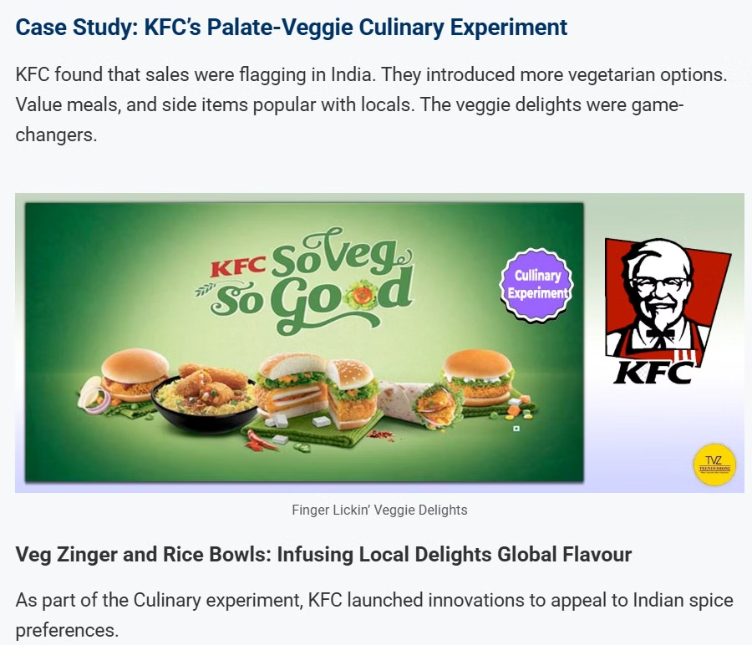 Case Study: KFC’s Palate-Veggie Culinary Experiment
KFC found that sales were flagging in India. They introduced more vegetarian options.
Value meals, and side items popular with locals. The veggie delights were game-
changers.
KFC So Veg
So Good
Cullinary
Experiment
KFC
TVZ
Finger Lickin’ Veggie Delights
Veg Zinger and Rice Bowls: Infusing Local Delights Global Flavour
As part of the Culinary experiment, KFC launched innovations to appeal to Indian spice
preferences.